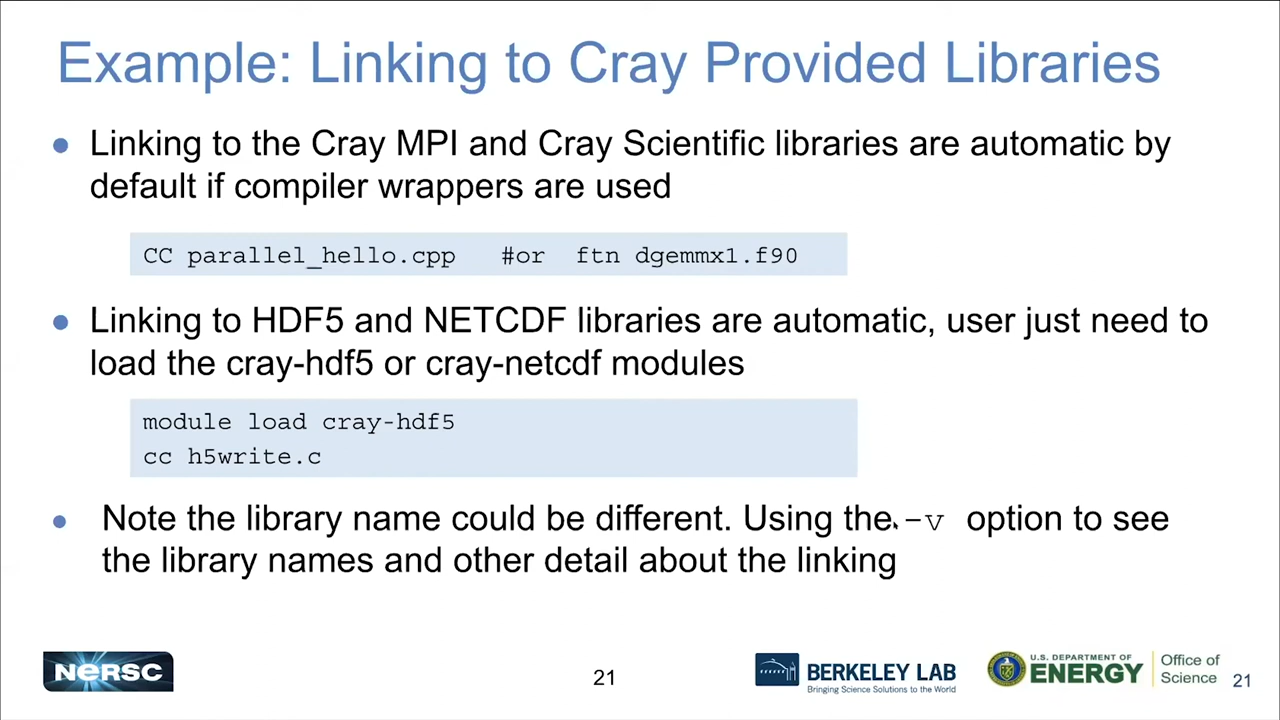 Example: Linking to Cray Provided Libraries
● Linking to the Cray MPI and Cray Scientific libraries are automatic by
default if compiler wrappers are used
CC parallel_hello.cpp   #or  ftn dgemmx1.f90
● Linking to HDF5 and NETCDF libraries are automatic, user just need to
load the cray-hdf5 or cray-netcdf modules
module load cray-hdf5
cc h5write.c
● Note the library name could be different. Using the -v option to see
the library names and other detail about the linking
NERSC
21
BERKELEY LAB
Bringing Science Solutions to the World
U.S. DEPARTMENT OF
ENERGY
Office of
Science
21